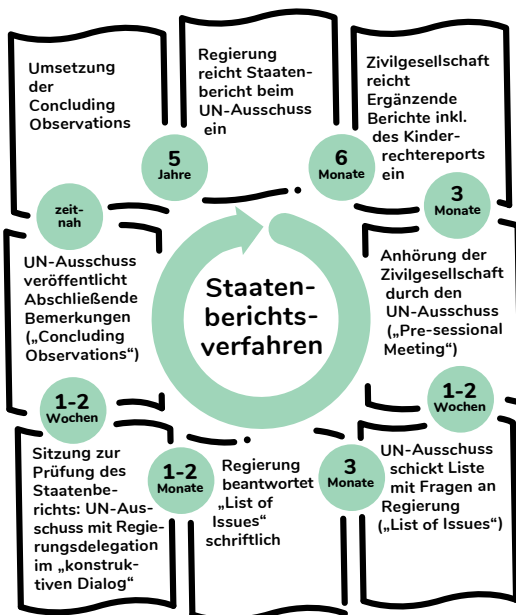 Umsetzung
der
Concluding
Observations
5
Jahre
Regierung
reicht Staaten-
bericht beim
UN-Ausschuss
ein
6
Monate
Zivilgesellschaft
reicht
Ergänzende
Berichte inkl.
des Kinder-
rechtereports
ein
3
Monate
Anhörung der
Zivilgesellschaft
durch den
UN-Ausschuss
(„Pre-sessional
Meeting“)
1-2
Wochen
UN-Ausschuss
schickt Liste
mit Fragen an
Regierung
(„List of Issues“)
3
Monate
Regierung
beantwortet
„List of
Issues“
schriftlich
1-2
Monate
Sitzung zur
Prüfung des
Staatenbe-
richts: UN-Aus-
schuss mit Regie-
rungsdelegation
im „konstruk-
tiven Dialog“
1-2
Wochen
UN-Ausschuss
veröffentlicht
Abschließende
Bemerkungen
(„Concluding
Observations“)
zeit-
nah
Staaten-
berichts-
verfahren